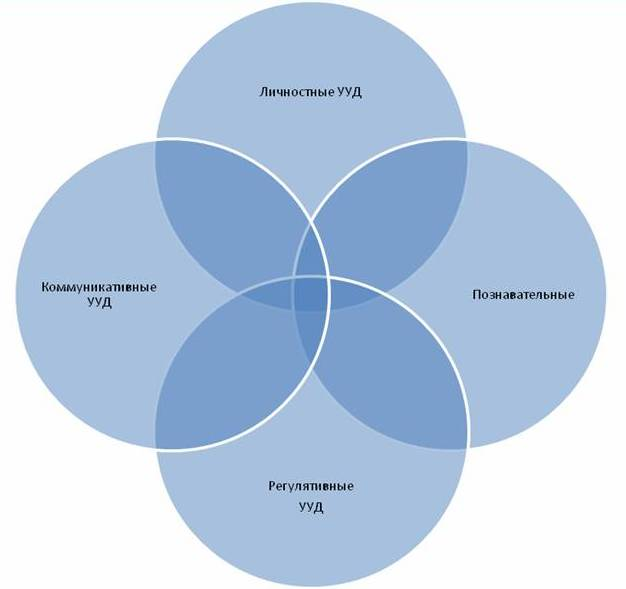 Личностные УУД
Коммуникативные
УУД
Познавательные
Регулятивные
УУД